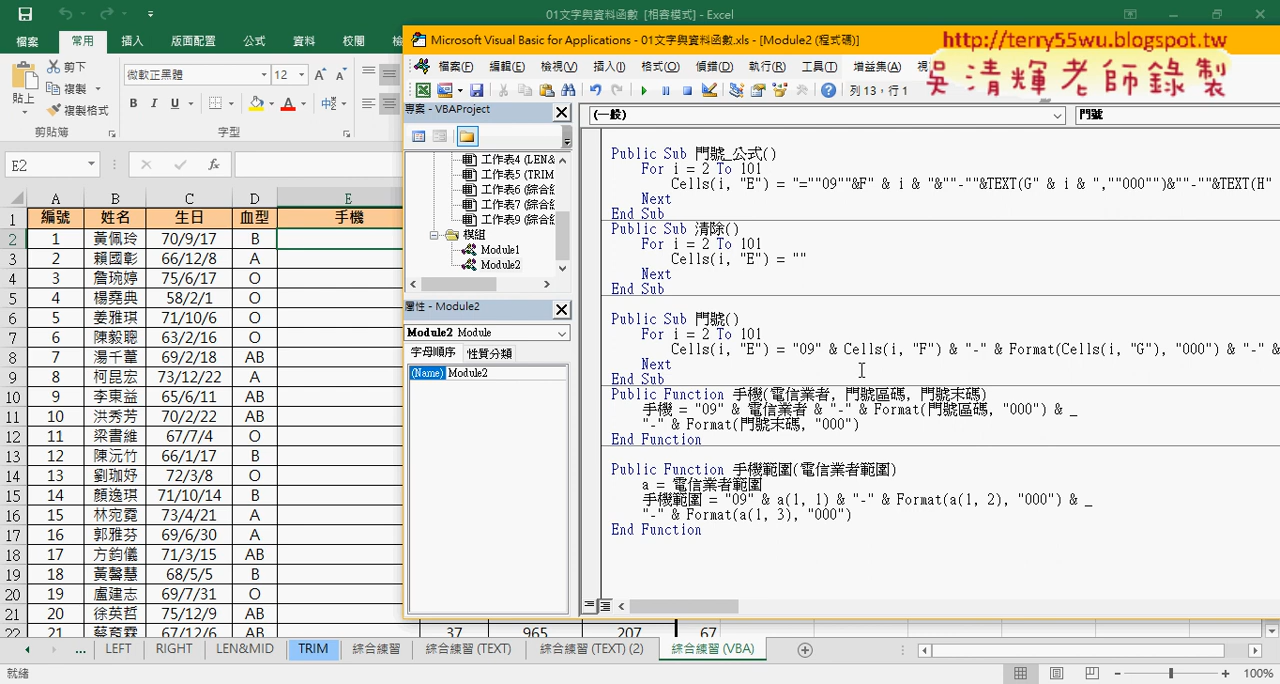 01文字與資料函數 [相容模式] - Excel
檔案 常用 插入 版面配置 公式 資料 校閱 檢
剪下
複製
複製格式
貼上
剪貼簿
微軟正黑體 12
B I U
字型
E2 fx
A B C D E
1 編號 姓名 生日 血型 手機
2 1 黃佩玲 70/9/17 B
3 2 賴國彰 66/12/8 A
4 3 詹琬婷 75/6/17 O
5 4 楊堯典 58/2/1 O
6 5 姜雅琪 71/10/6 O
7 6 陳毅聰 63/2/16 O
8 7 湯千蕙 69/2/18 AB
9 8 柯昆宏 73/12/22 A
10 9 李東益 65/6/11 AB
11 10 洪秀芳 70/2/22 AB
12 11 梁書維 67/7/4 O
13 12 陳沅竹 66/1/17 B
14 13 劉珈妤 72/3/8 O
15 14 顏逸琪 71/10/14 B
16 15 林宛霓 73/4/21 A
17 16 郭雅芬 69/6/30 A
18 17 方鈞儀 71/3/15 AB
19 18 黃馨慧 68/5/5 B
20 19 盧建志 69/7/31 O
21 20 徐英哲 75/12/9 AB
22 21 67/12/6 AB 37 965 207 67
... LEFT RIGHT LEN&MID TRIM 綜合練習 綜合練習 (TEXT) 綜合練習 (TEXT) (2) 綜合練習 (VBA)
就緒 100%
Microsoft Visual Basic for Applications - 01文字與資料函數.xls - [Module2 (程式碼)]
http://terry55wu.blogspot.tw
吳清輝老師錄製
檔案(F) 編輯(E) 檢視(V) 插入(I) 格式(O) 偵錯(D) 執行(R) 工具(T) 增益集(A) 視
列 13，行 1
專案 - VBAProject
工作表4 (LEN&
工作表5 (TRIM
工作表6 (綜合
工作表7 (綜合
工作表9 (綜合
模組
Module1
Module2
屬性 - Module2
Module2 Module
字母順序 性質分類
(Name) Module2
(一般) 門號
Public Sub 門號_公式()
For i = 2 To 101
Cells(i, "E") = "=""09""&F" & i & "&""-""&TEXT(G" & i & ",""000"")&""-""&TEXT(H"
Next
End Sub
Public Sub 清除()
For i = 2 To 101
Cells(i, "E") = ""
Next
End Sub
Public Sub 門號()
For i = 2 To 101
Cells(i, "E") = "09" & Cells(i, "F") & "-" & Format(Cells(i, "G"), "000") & "-" &
Next
End Sub
Public Function 手機(電信業者, 門號區碼, 門號末碼)
手機 = "09" & 電信業者 & "-" & Format(門號區碼, "000") & _
"-" & Format(門號末碼, "000")
End Function
Public Function 手機範圍(電信業者範圍)
a = 電信業者範圍
手機範圍 = "09" & a(1, 1) & "-" & Format(a(1, 2), "000") & _
"-" & Format(a(1, 3), "000")
End Function